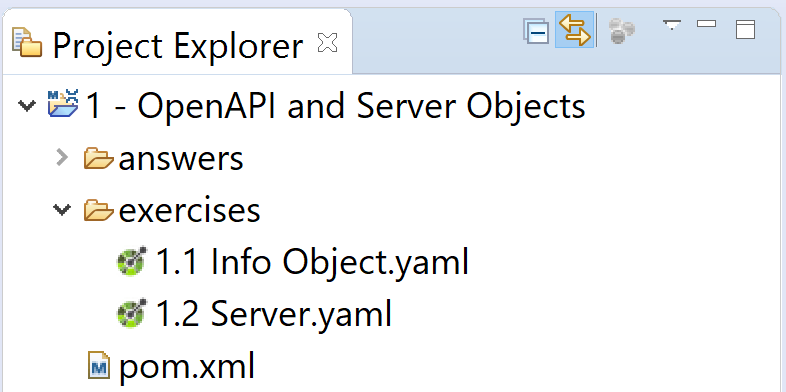 Project Explorer
1 - OpenAPI and Server Objects
answers
exercises
1.1 Info Object.yaml
1.2 Server.yaml
pom.xml